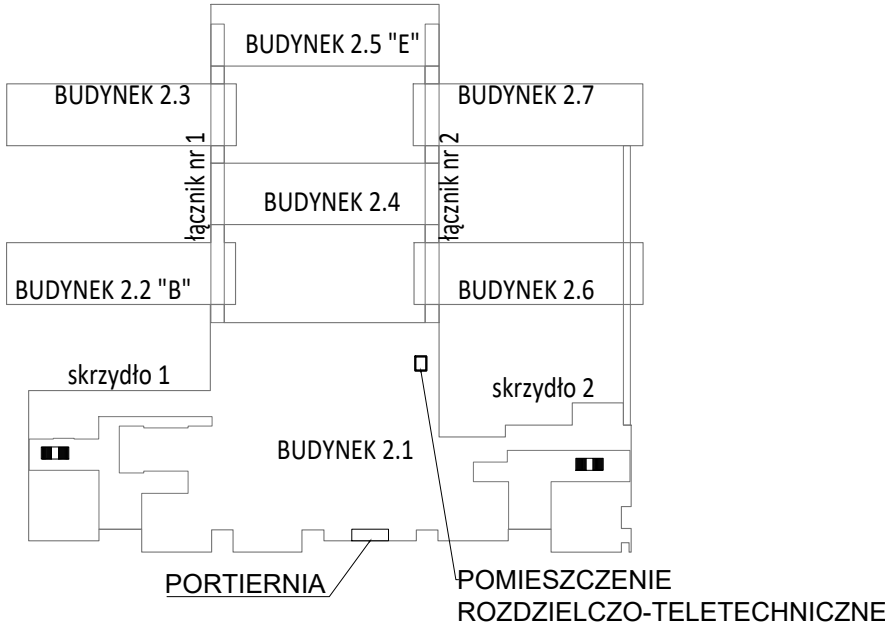 BUDYNEK 2.5 "E"
BUDYNEK 2.3
BUDYNEK 2.7
łącznik nr 1
łącznik nr 2
BUDYNEK 2.4
BUDYNEK 2.2 "B"
BUDYNEK 2.6
skrzydło 1
skrzydło 2
BUDYNEK 2.1
PORTIERNIA
POMIESZCZENIE
ROZDZIELCZO-TELETECHNICZNE